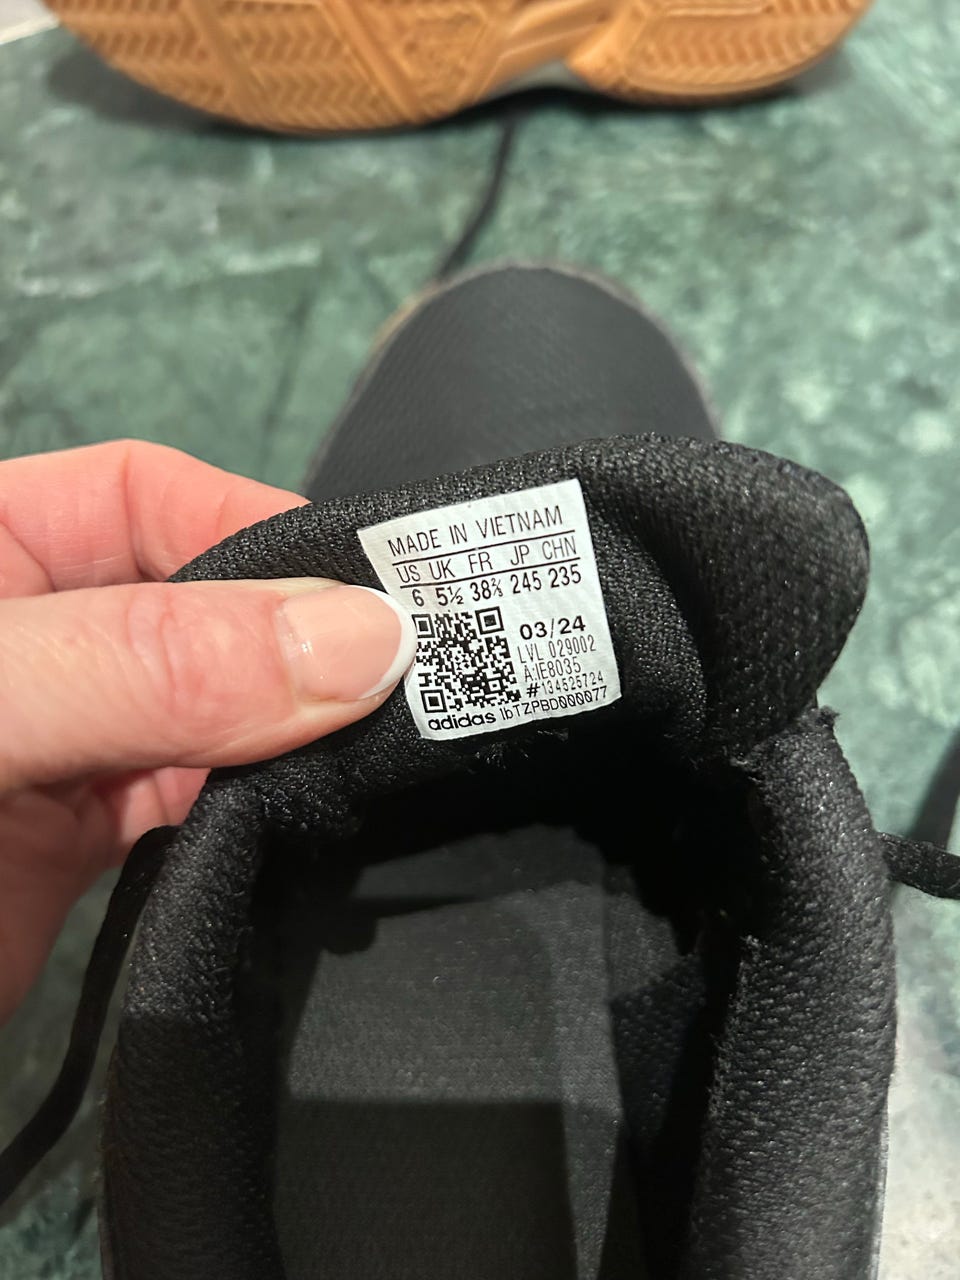 MADE IN VIETNAM
US UK FR JP CHN
6 5½ 38⅔ 245 235
03/24
LVL 029002
A:IE8035
#134525724
adidas 1bTZPBD000077